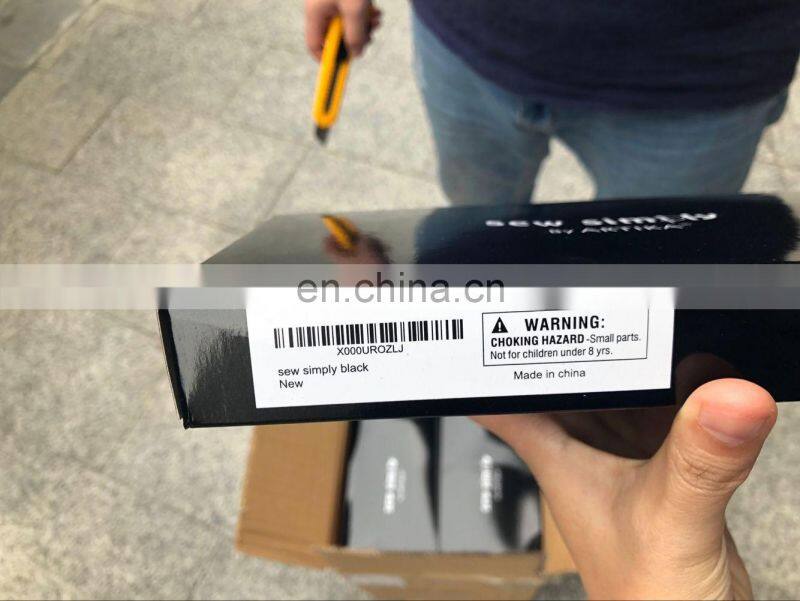 sew simply
By ARTIKA™
en.china.cn
X000UROZLJ
sew simply black
New
WARNING:
CHOKING HAZARD -Small parts.
Not for children under 8 yrs.
Made in china